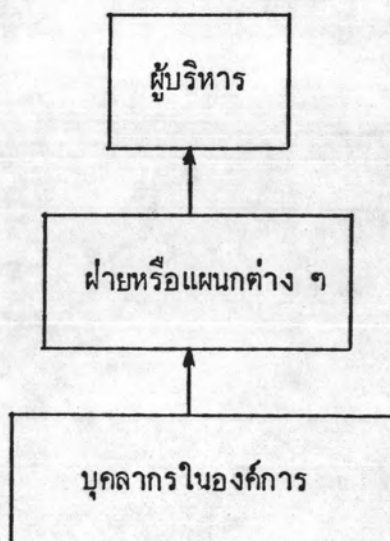 ผู้บริหาร
ฝ่ายหรือแผนกต่าง ๆ
บุคลากรในองค์การ